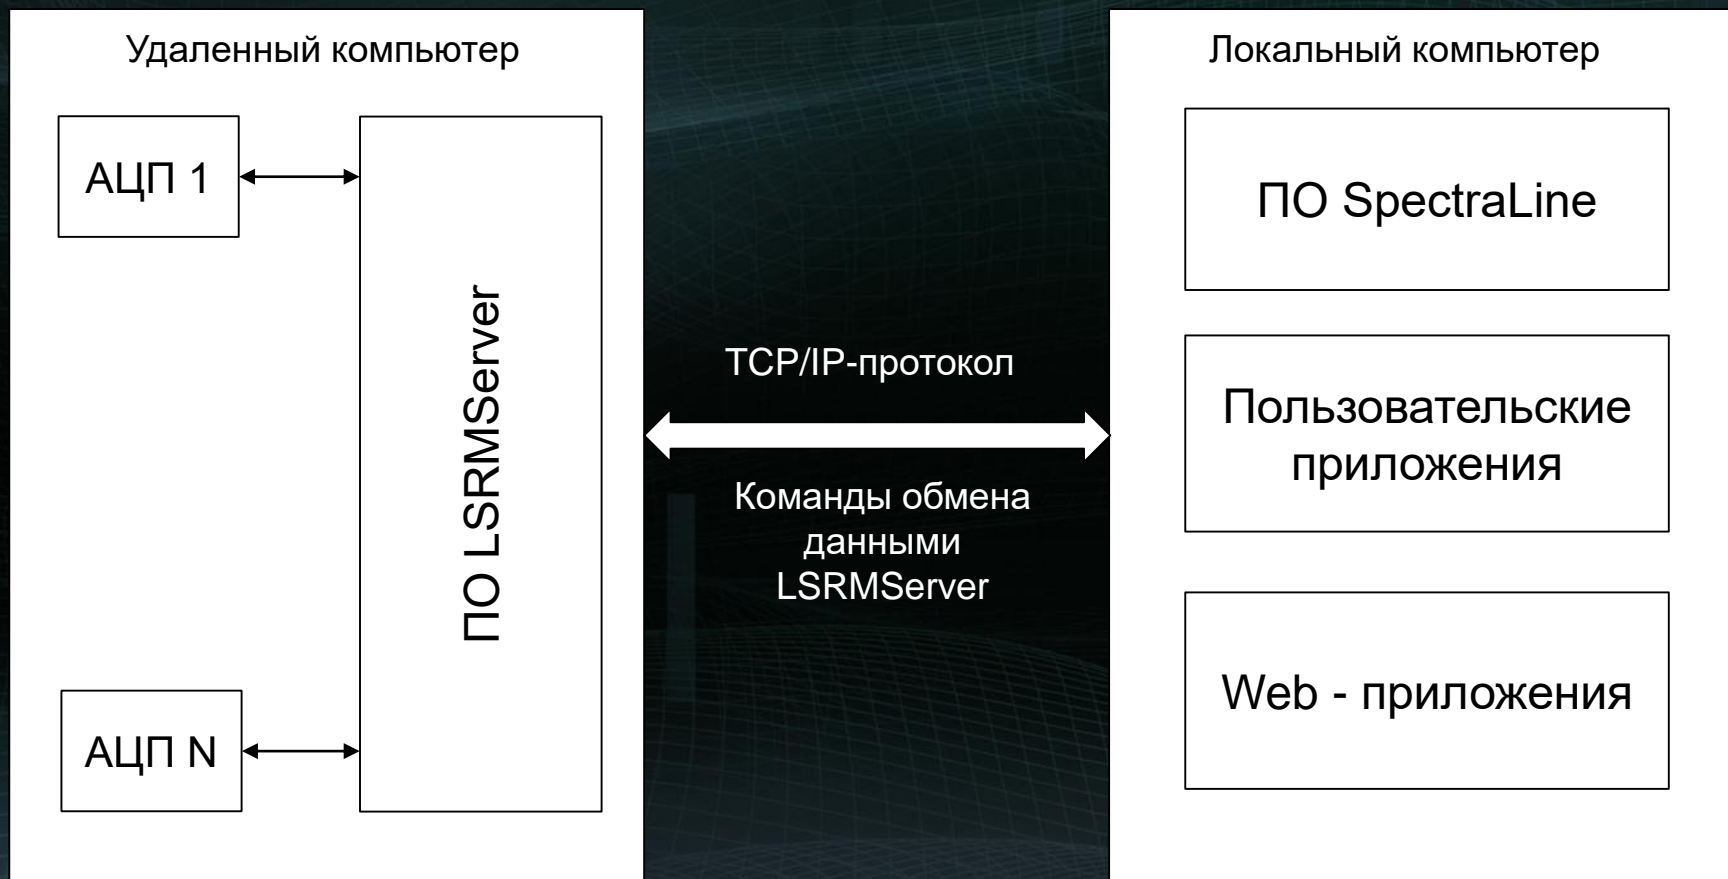 Удаленный компьютер
АЦП 1
ПО LSRMServer
АЦП N
TCP/IP-протокол
Команды обмена
данными
LSRMServer
Локальный компьютер
ПО SpectraLine
Пользовательские
приложения
Web - приложения